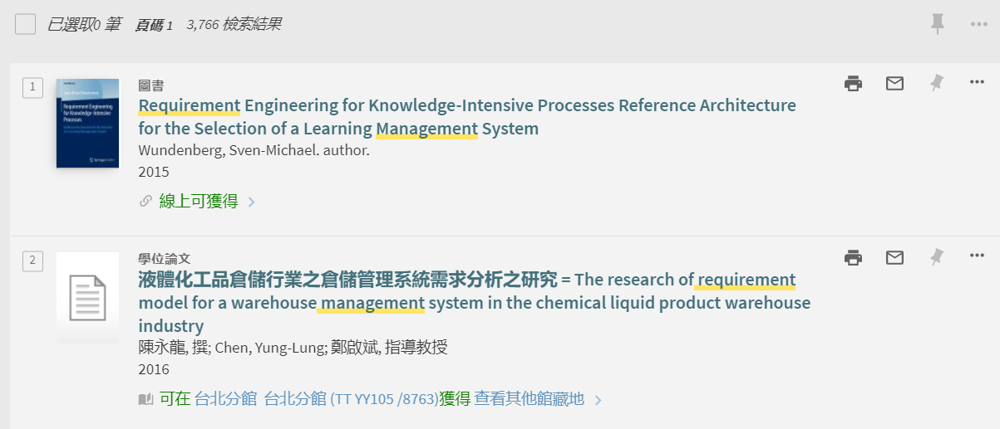 已選取0 筆 頁碼 1 3,766 檢索結果
1
圖書
Requirement Engineering for Knowledge-Intensive Processes Reference Architecture
for the Selection of a Learning Management System
Wundenberg, Sven-Michael. author.
2015
線上可獲得
Requirement Engineering
for Knowledge-Intensive
Processes
2
學位論文
液體化工品倉儲行業之倉儲管理系統需求分析之研究 = The research of requirement
model for a warehouse management system in the chemical liquid product warehouse
industry
陳永龍, 撰; Chen, Yung-Lung; 鄭啟斌, 指導教授
2016
可在 台北分館 台北分館 (TT YY105 /8763)獲得 查看其他館藏地